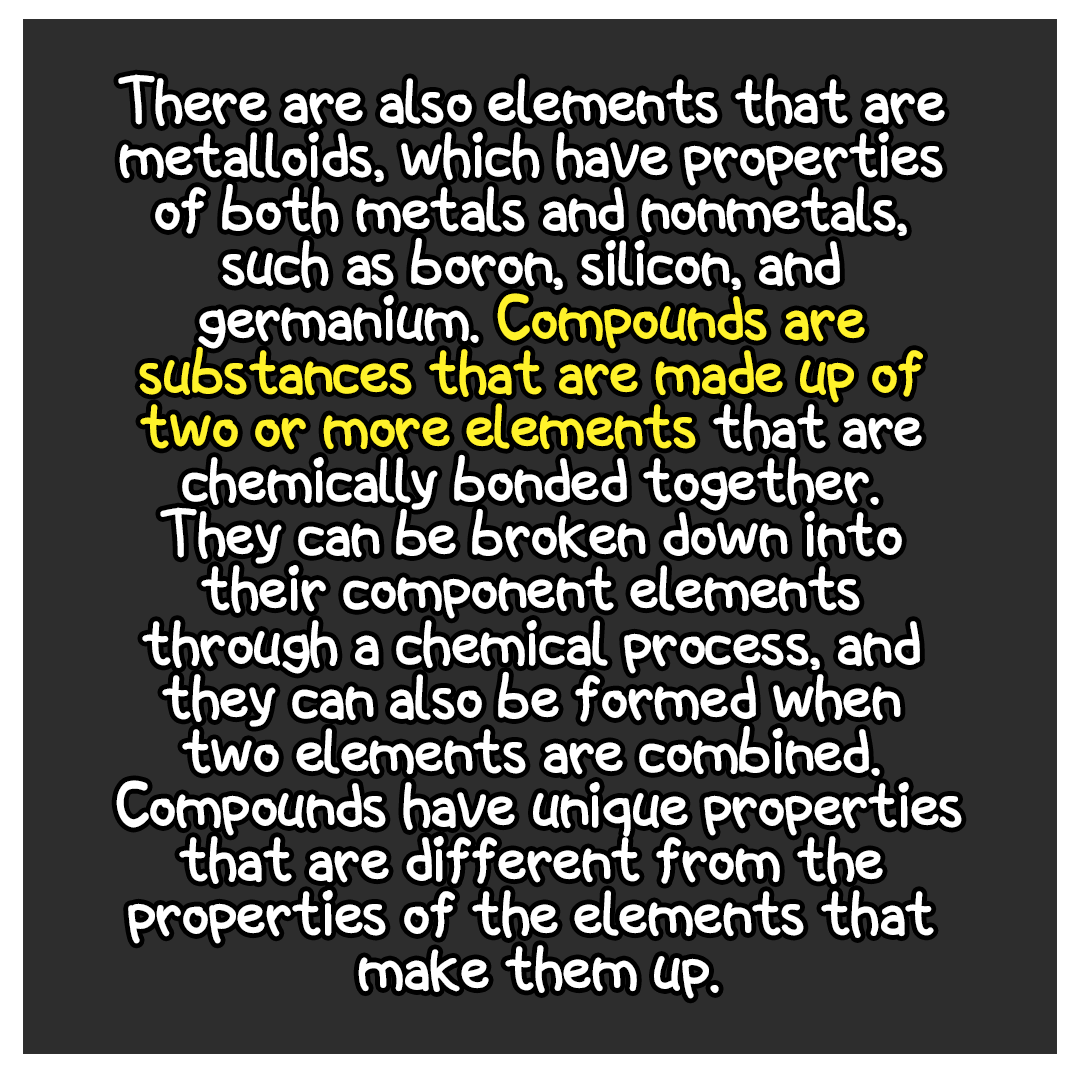 There are also elements that are
metalloids, which have properties
of both metals and nonmetals,
such as boron, silicon, and
germanium. Compounds are
substances that are made up of
two or more elements that are
chemically bonded together.
They can be broken down into
their component elements
through a chemical process, and
they can also be formed when
two elements are combined.
Compounds have unique properties
that are different from the
properties of the elements that
make them up.